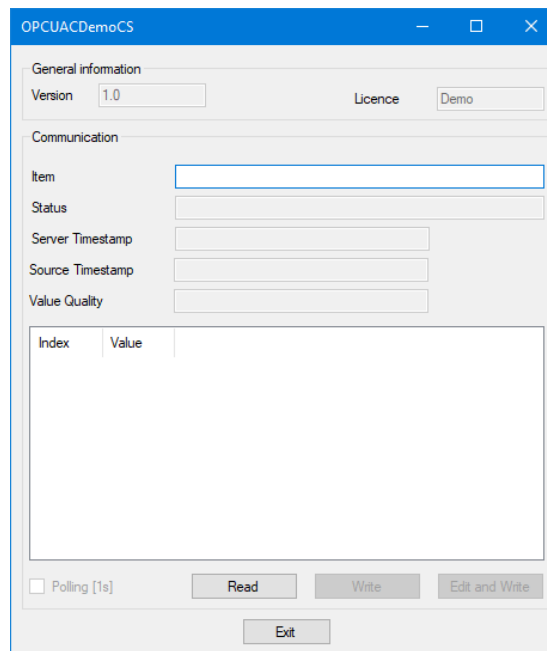 OPCUACDemoCS
General information
Version 1.0 Licence Demo
Communication
Item
Status
Server Timestamp
Source Timestamp
Value Quality
Index Value
Polling [1s] Read Write Edit and Write
Exit